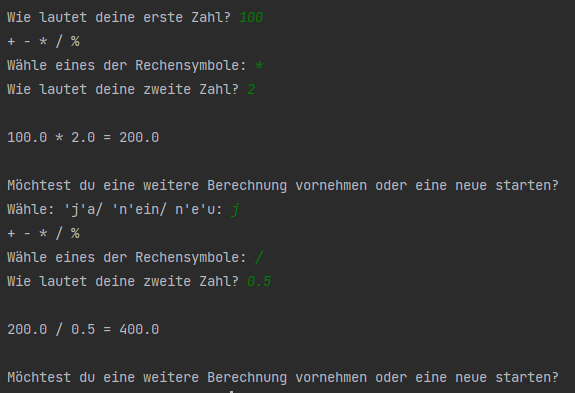 Wie lautet deine erste Zahl? 100
+ - * / %
Wähle eines der Rechensymbole: *
Wie lautet deine zweite Zahl? 2
100.0 * 2.0 = 200.0
Möchtest du eine weitere Berechnung vornehmen oder eine neue starten?
Wähle: 'j'a/ 'n'ein/ n'e'u: j
+ - * / %
Wähle eines der Rechensymbole: /
Wie lautet deine zweite Zahl? 0.5
200.0 / 0.5 = 400.0
Möchtest du eine weitere Berechnung vornehmen oder eine neue starten?